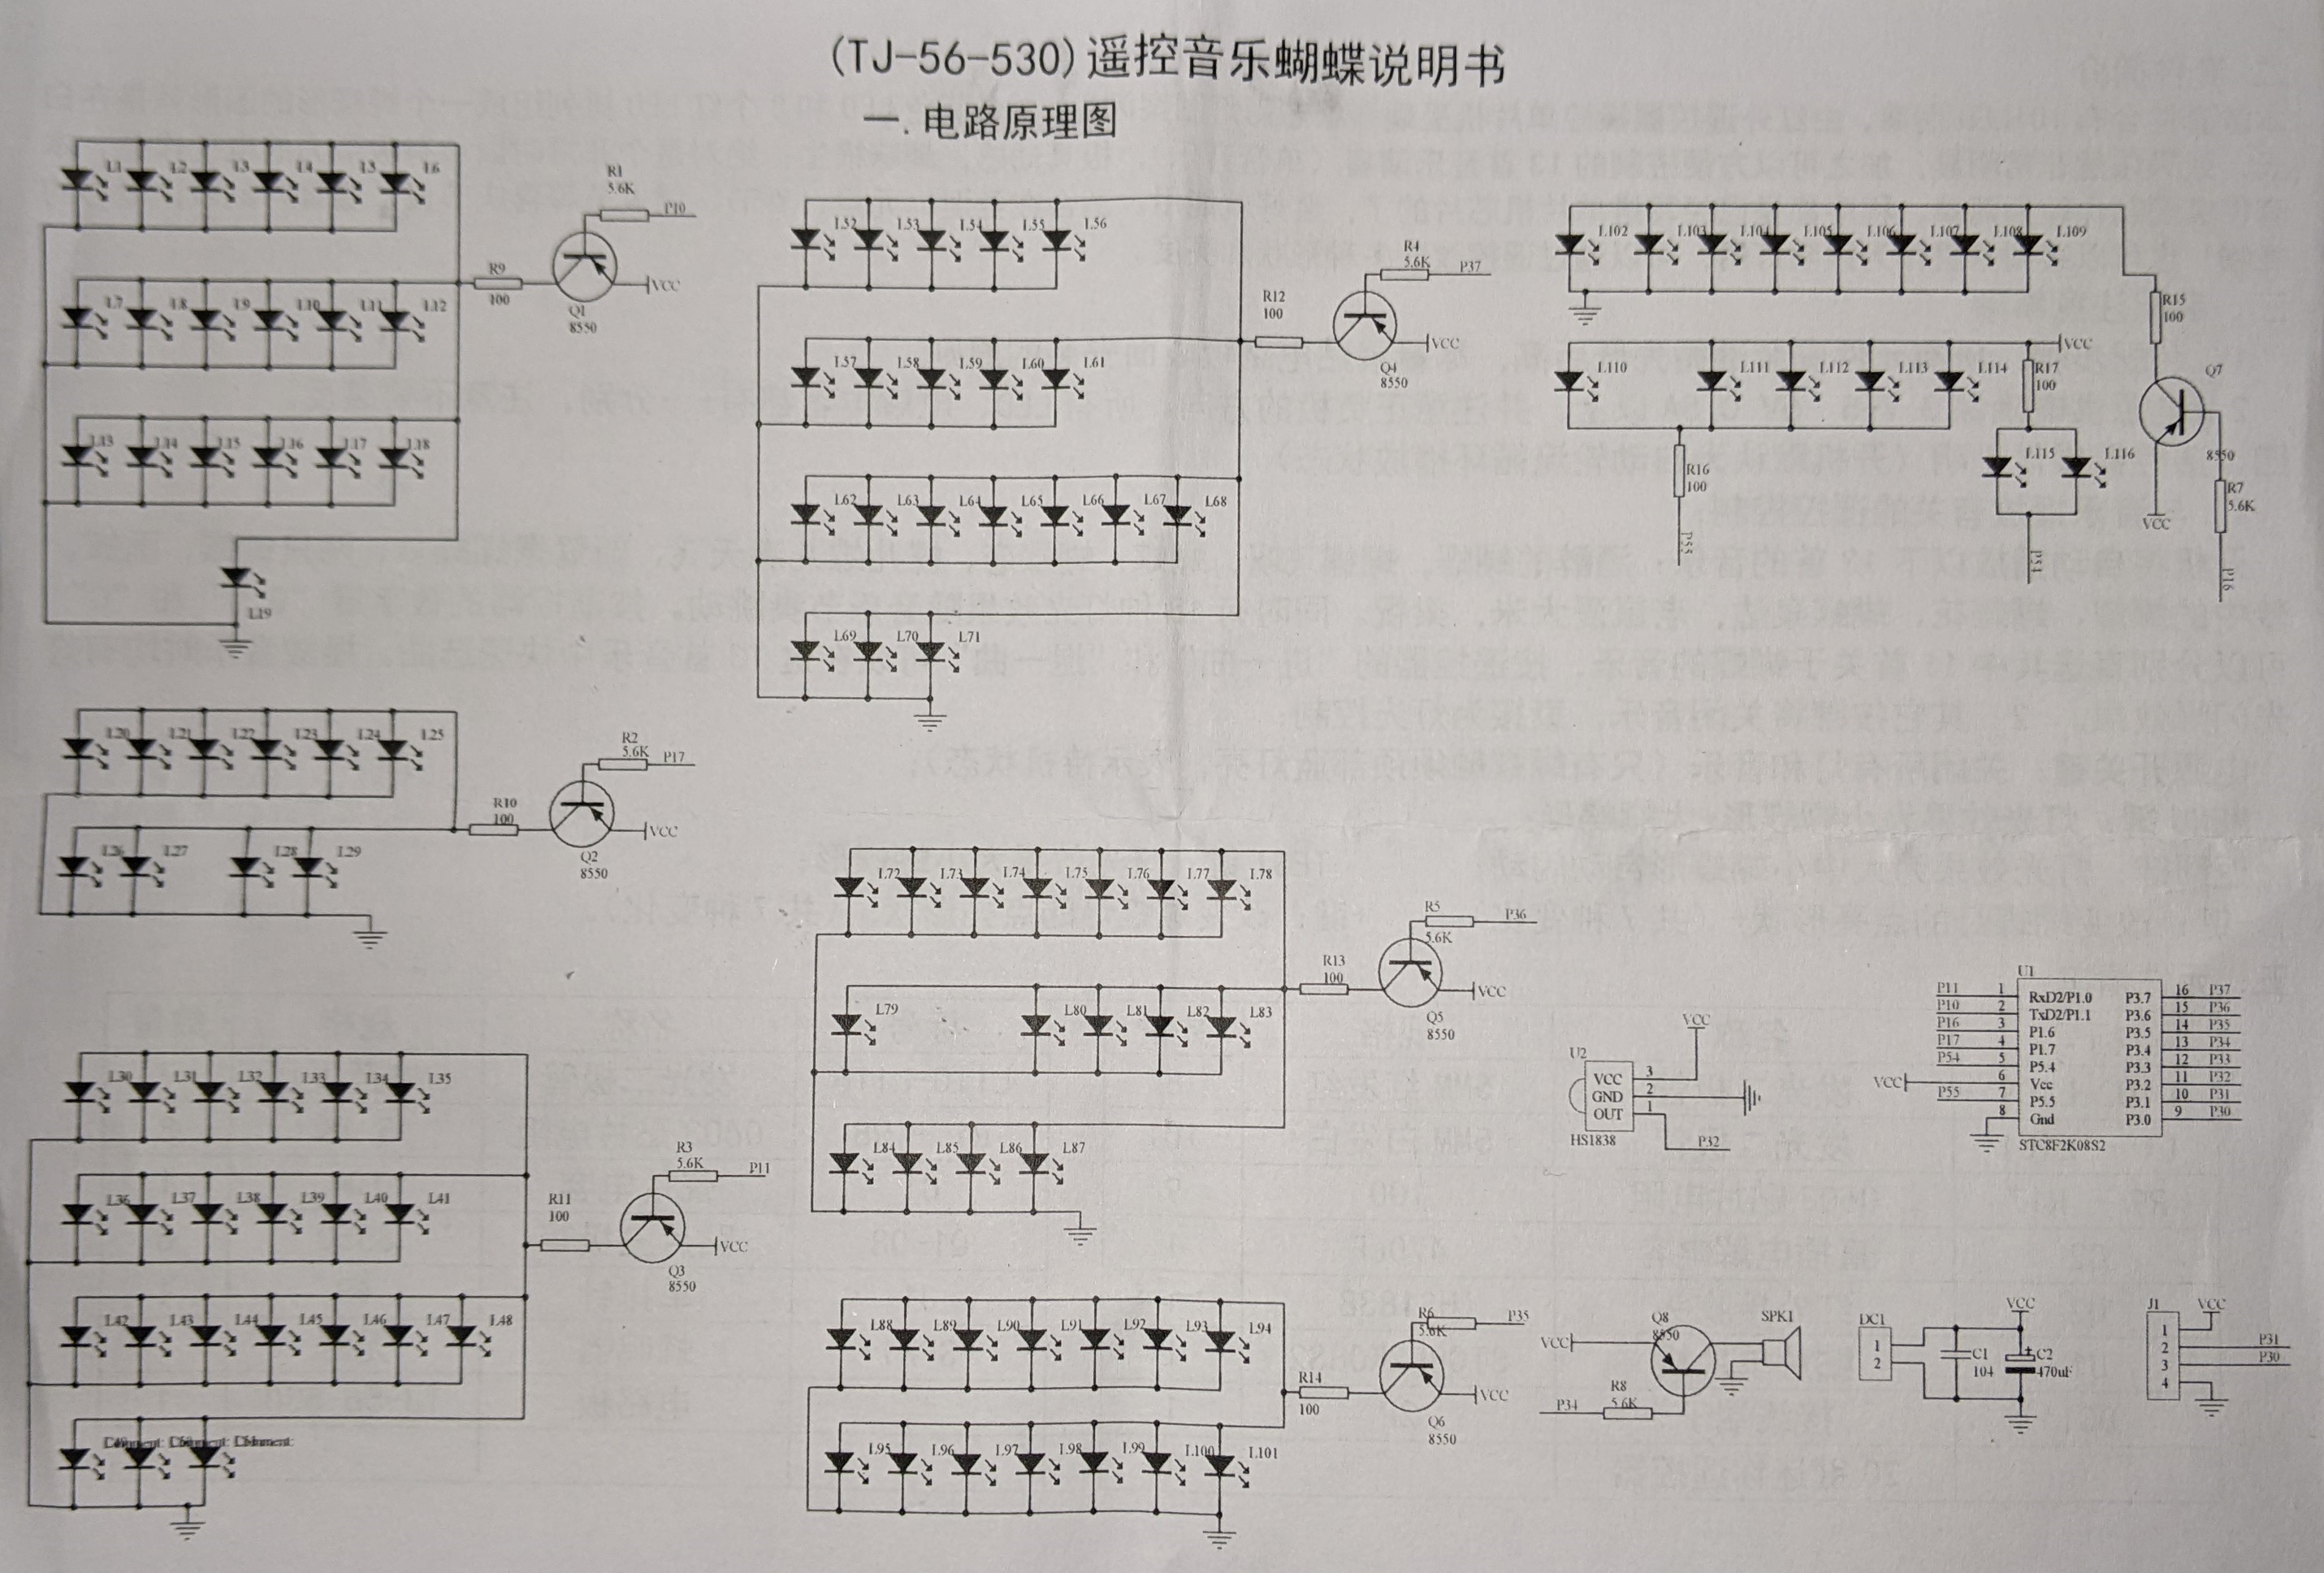 (TJ-56-530)遥控音乐蝴蝶说明书
一.电路原理图
L1 L2 L3 L4 L5 L6
R1
5.6K
P10
L7 L8 L9 L10 L11 L12
R9
100
VCC
Q1
8550
L13 L14 L15 L16 L17 L18
L19
L20 L21 L22 L23 L24 L25
R2
5.6K
P17
L26 L27 L28 L29
R10
100
VCC
Q2
8550
L30 L31 L32 L33 L34 L35
R3
5.6K
P11
L36 L37 L38 L39 L40 L41
R11
100
VCC
Q3
8550
L42 L43 L44 L45 L46 L47 L48
L52 L53 L54 L55 L56
R4
5.6K
P37
R12
100
VCC
Q4
8550
L57 L58 L59 L60 L61
L62 L63 L64 L65 L66 L67 L68
L69 L70 L71
L72 L73 L74 L75 L76 L77 L78
R5
5.6K
P36
R13
100
VCC
Q5
8550
L79 L80 L81 L82 L83
L84 L85 L86 L87
L88 L89 L90 L91 L92 L93 L94
R6
5.6K
P35
R14
100
VCC
Q6
8550
L95 L96 L97 L98 L99 L100 L101
L102 L103 L104 L105 L106 L107 L108 L109
R15
100
VCC
L110 L111 L112 L113 L114
R17
100
Q7
8550
R16
100
L115 L116
R7
5.6K
VCC
P55
P54
P16
VCC
U2
VCC 3
GND 2
OUT 1
HS1838
P32
U1
P11 1 RxD2/P1.0 P3.7 16 P37
P10 2 TxD2/P1.1 P3.6 15 P36
P16 3 P1.6 P3.5 14 P35
P17 4 P1.7 P3.4 13 P34
P54 5 P5.4 P3.3 12 P33
VCC 6 Vcc P3.2 11 P32
P55 7 P5.5 P3.1 10 P31
8 Gnd P3.0 9 P30
STC8F2K08S2
Q8
8550
SPK1
VCC
R8
5.6K
P34
DC1
1
2
VCC
C1
104
C2
470uF
J1
VCC
1
2 P31
3 P30
4